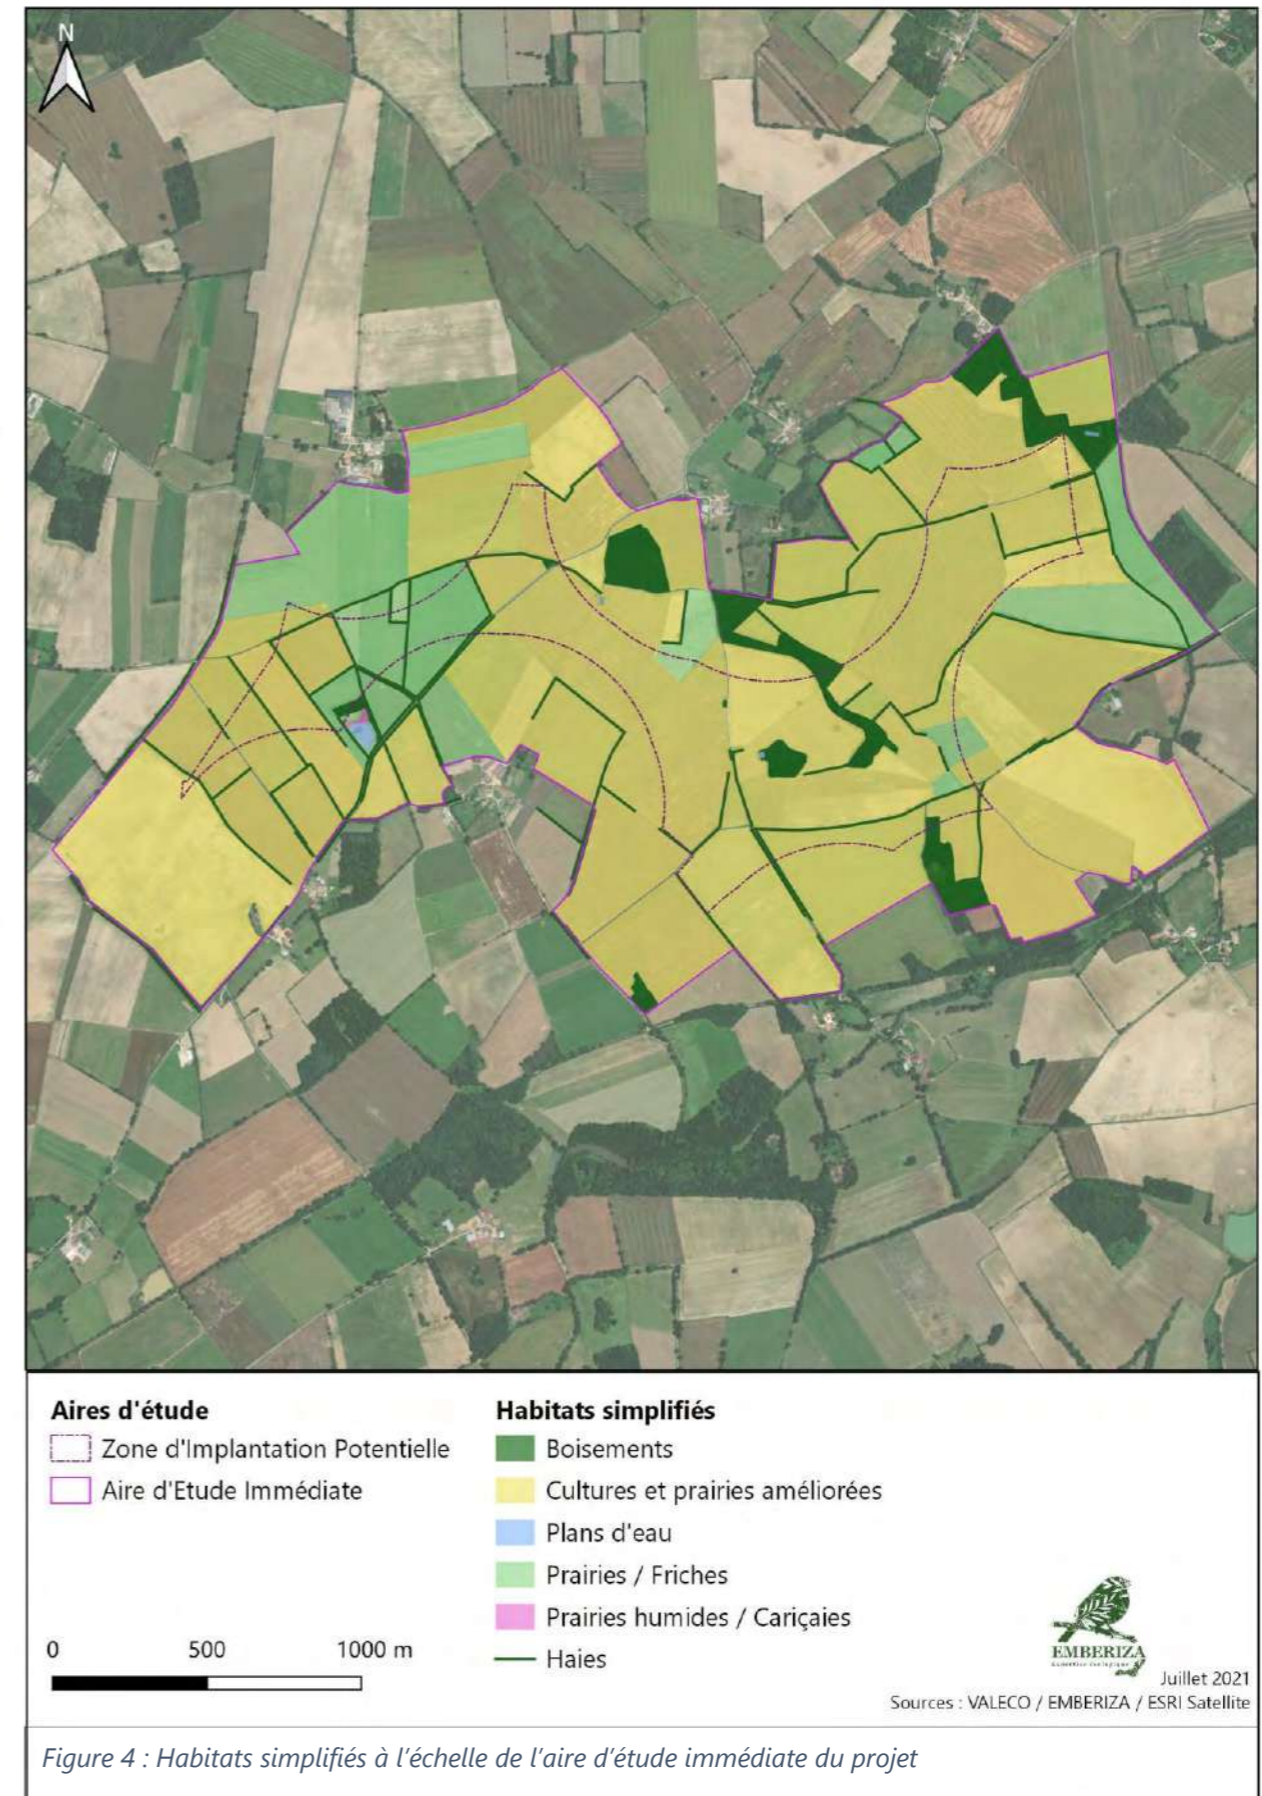 N
Aires d'étude
Zone d'Implantation Potentielle
Aire d'Etude Immédiate
0 500 1000 m
Habitats simplifiés
Boisements
Cultures et prairies améliorées
Plans d'eau
Prairies / Friches
Prairies humides / Cariçaies
Haies
EMBERIZA
Juillet 2021
Sources : VALECO / EMBERIZA / ESRI Satellite
Figure 4 : Habitats simplifiés à l'échelle de l'aire d'étude immédiate du projet